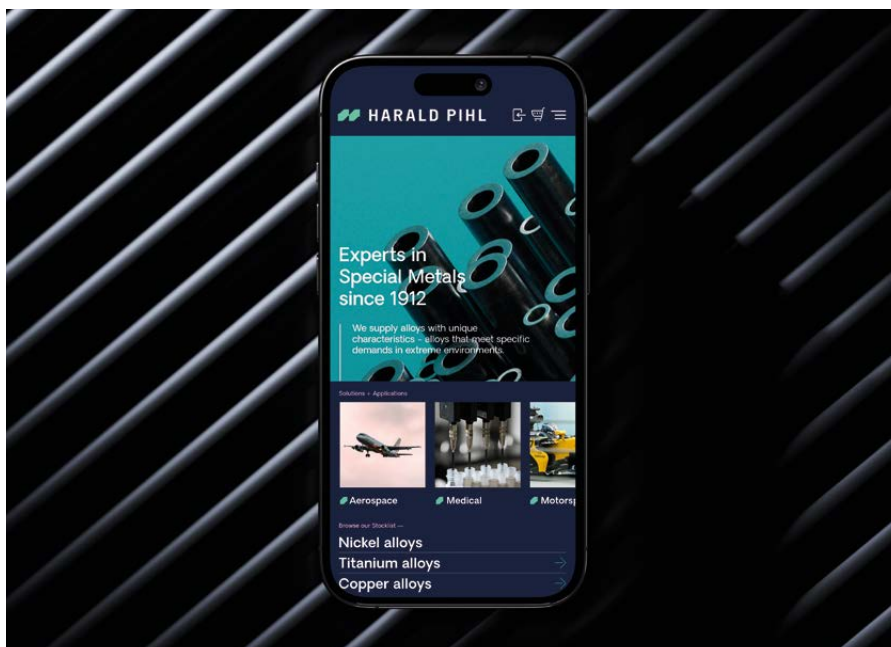 HARALD PIHL
Experts in
Special Metals
since 1912
We supply alloys with unique
characteristics – alloys that meet specific
demands in extreme environments.
Solutions + Applications
Aerospace
Medical
Motorsp
Browse our Stocklist —
Nickel alloys
Titanium alloys
Copper alloys